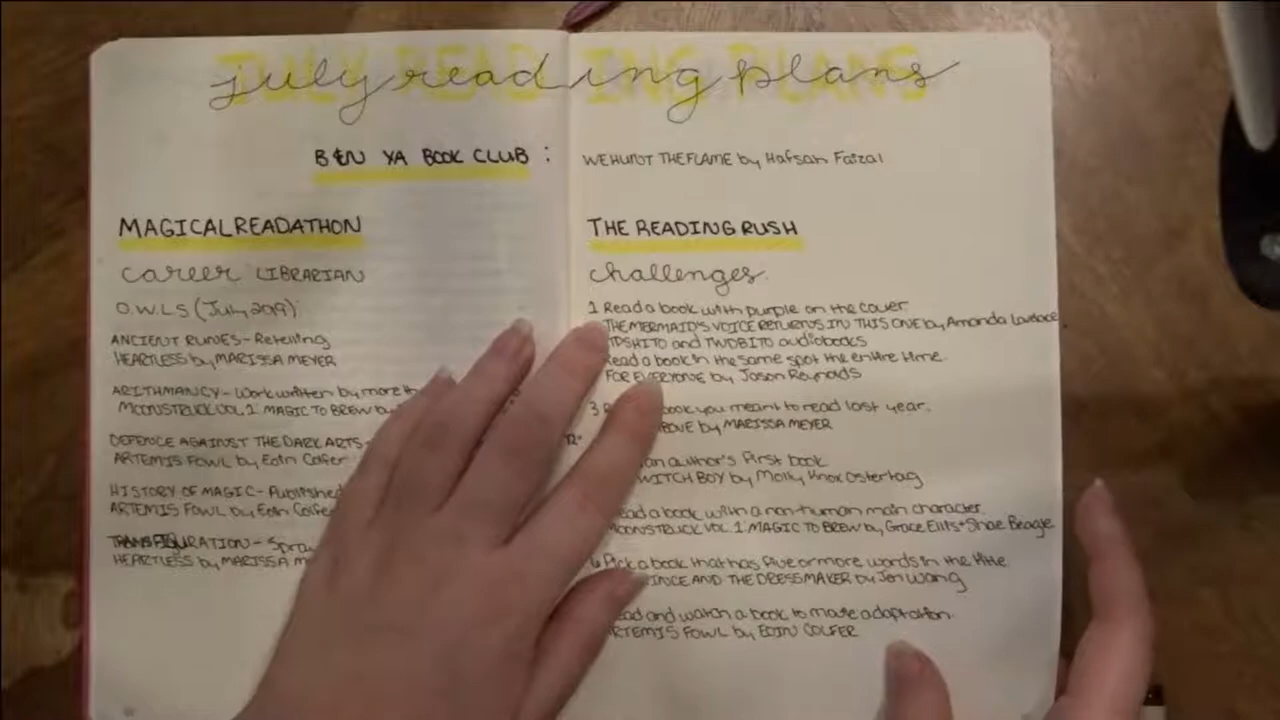 JULY READING PLANS
july reading plans
B&N YA BOOK CLUB :
WE HUNT THE FLAME by Hafsah Faizal
MAGICAL READATHON
career LIBRARIAN
O.W.L.S (July 2019)
ANCIENT RUNES - Retelling
HEARTLESS by MARISSA MEYER
ARITHMANCY - Work written by more
MOONSTRUCK VOL 1: MAGIC TO BREW by
DEFENCE AGAINST THE DARK ARTS -
ARTEMIS FOWL by Eoin Colfer
HISTORY OF MAGIC - Published
ARTEMIS FOWL by Eoin Colfer
TRANSFIGURATION - Spray
HEARTLESS by MARISSA M
THE READING RUSH
challenges
1 Read a book with purple on the cover.
THE MERMAID'S VOICE RETURNS IN THIS ONE by Amanda Lovelace
TPSHITO and TWDBITO audiobooks
Read a book in the same spot the entire time.
FOR EVERYONE by Jason Reynolds
3 book you meant to read last year.
by MARISSA MEYER
an author's first book
WITCH BOY by Molly Knox Ostertag
ead a book with a non-human main character.
MOONSTRUCK VOL. 1: MAGIC TO BREW by Grace Ellis + Shae Beagle
6 Pick a book that has five or more words in the title.
INCE AND THE DRESSMAKER by Jen Wang
ead and watch a book to movie adaptation.
ARTEMIS FOWL by EOIN COLFER